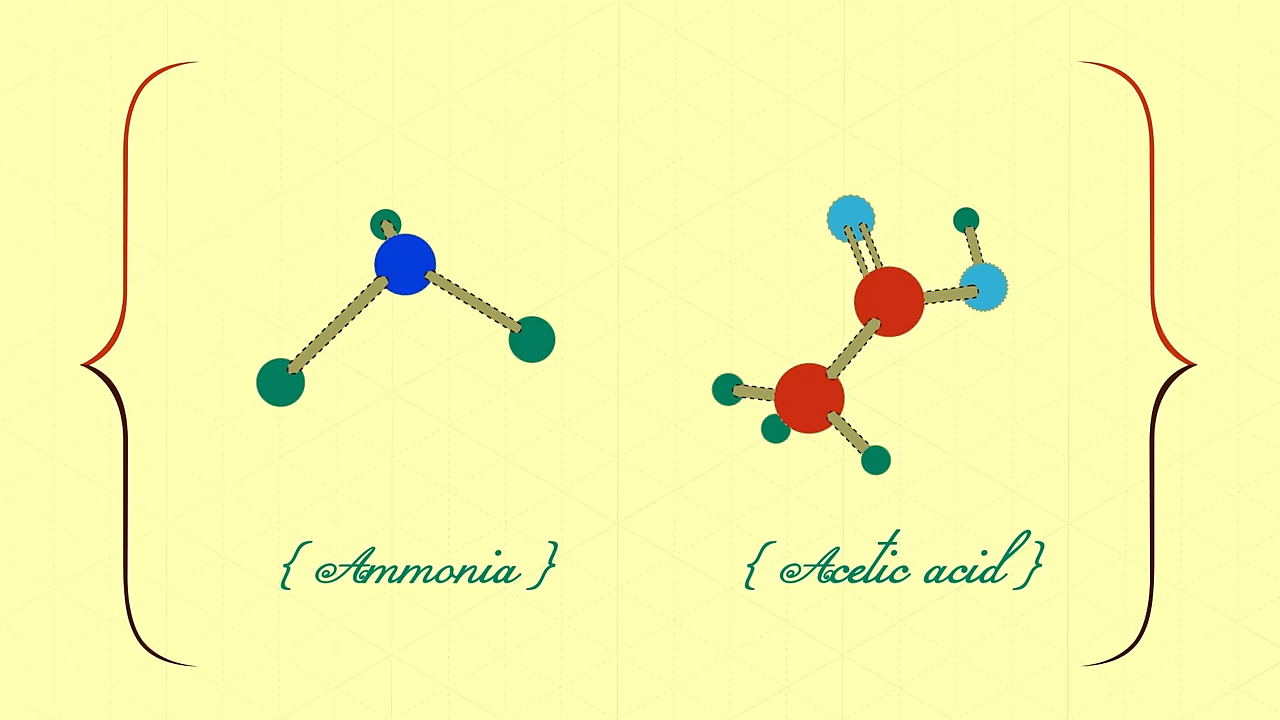 { Ammonia }
{ Acetic acid }